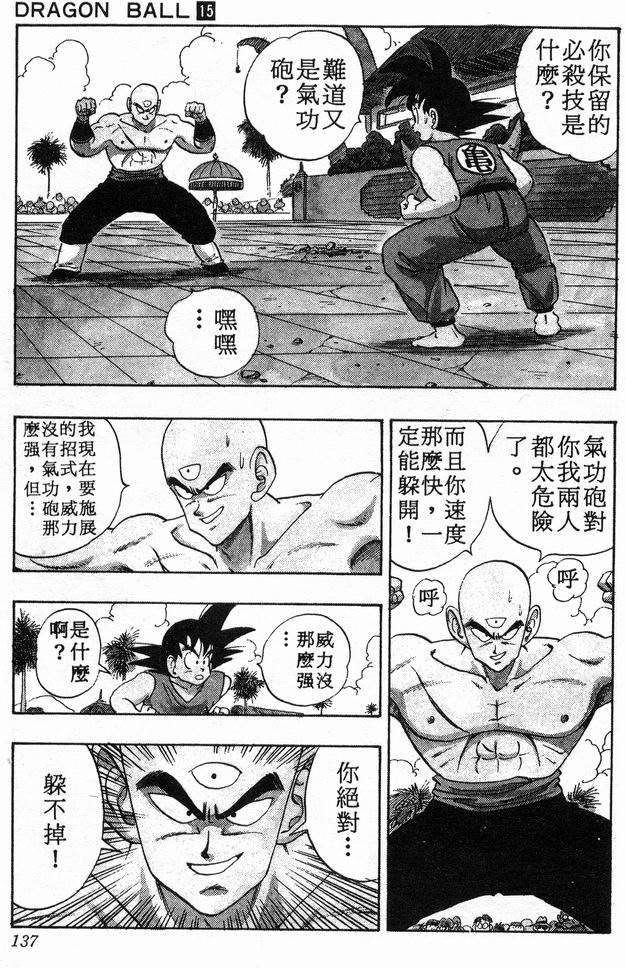 DRAGON BALL 15
你保留的
必殺技是
什麼？
難道又
是氣功
砲？
嘿嘿
…
氣功砲對
你我兩人
都太危險
了。
而且你速度
那麼快，一
定能躲開！
呼
呼
我現在要施展
的招式，威力
沒有氣功砲那
麼强，但…
威力沒
那麼强
…
是什麼
啊？
你絕對…
躲不掉！
137